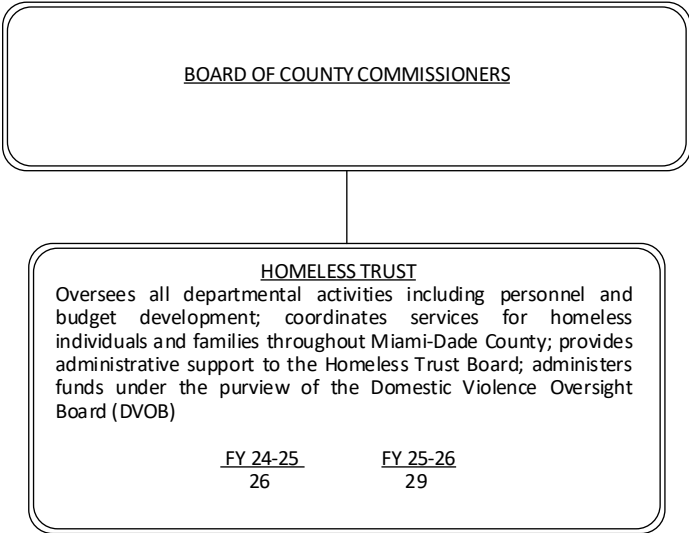 BOARD OF COUNTY COMMISSIONERS
HOMELESS TRUST
Oversees all departmental activities including personnel and
budget development; coordinates services for homeless
individuals and families throughout Miami-Dade County; provides
administrative support to the Homeless Trust Board; administers
funds under the purview of the Domestic Violence Oversight
Board (DVOB)
FY 24-25 FY 25-26
26 29